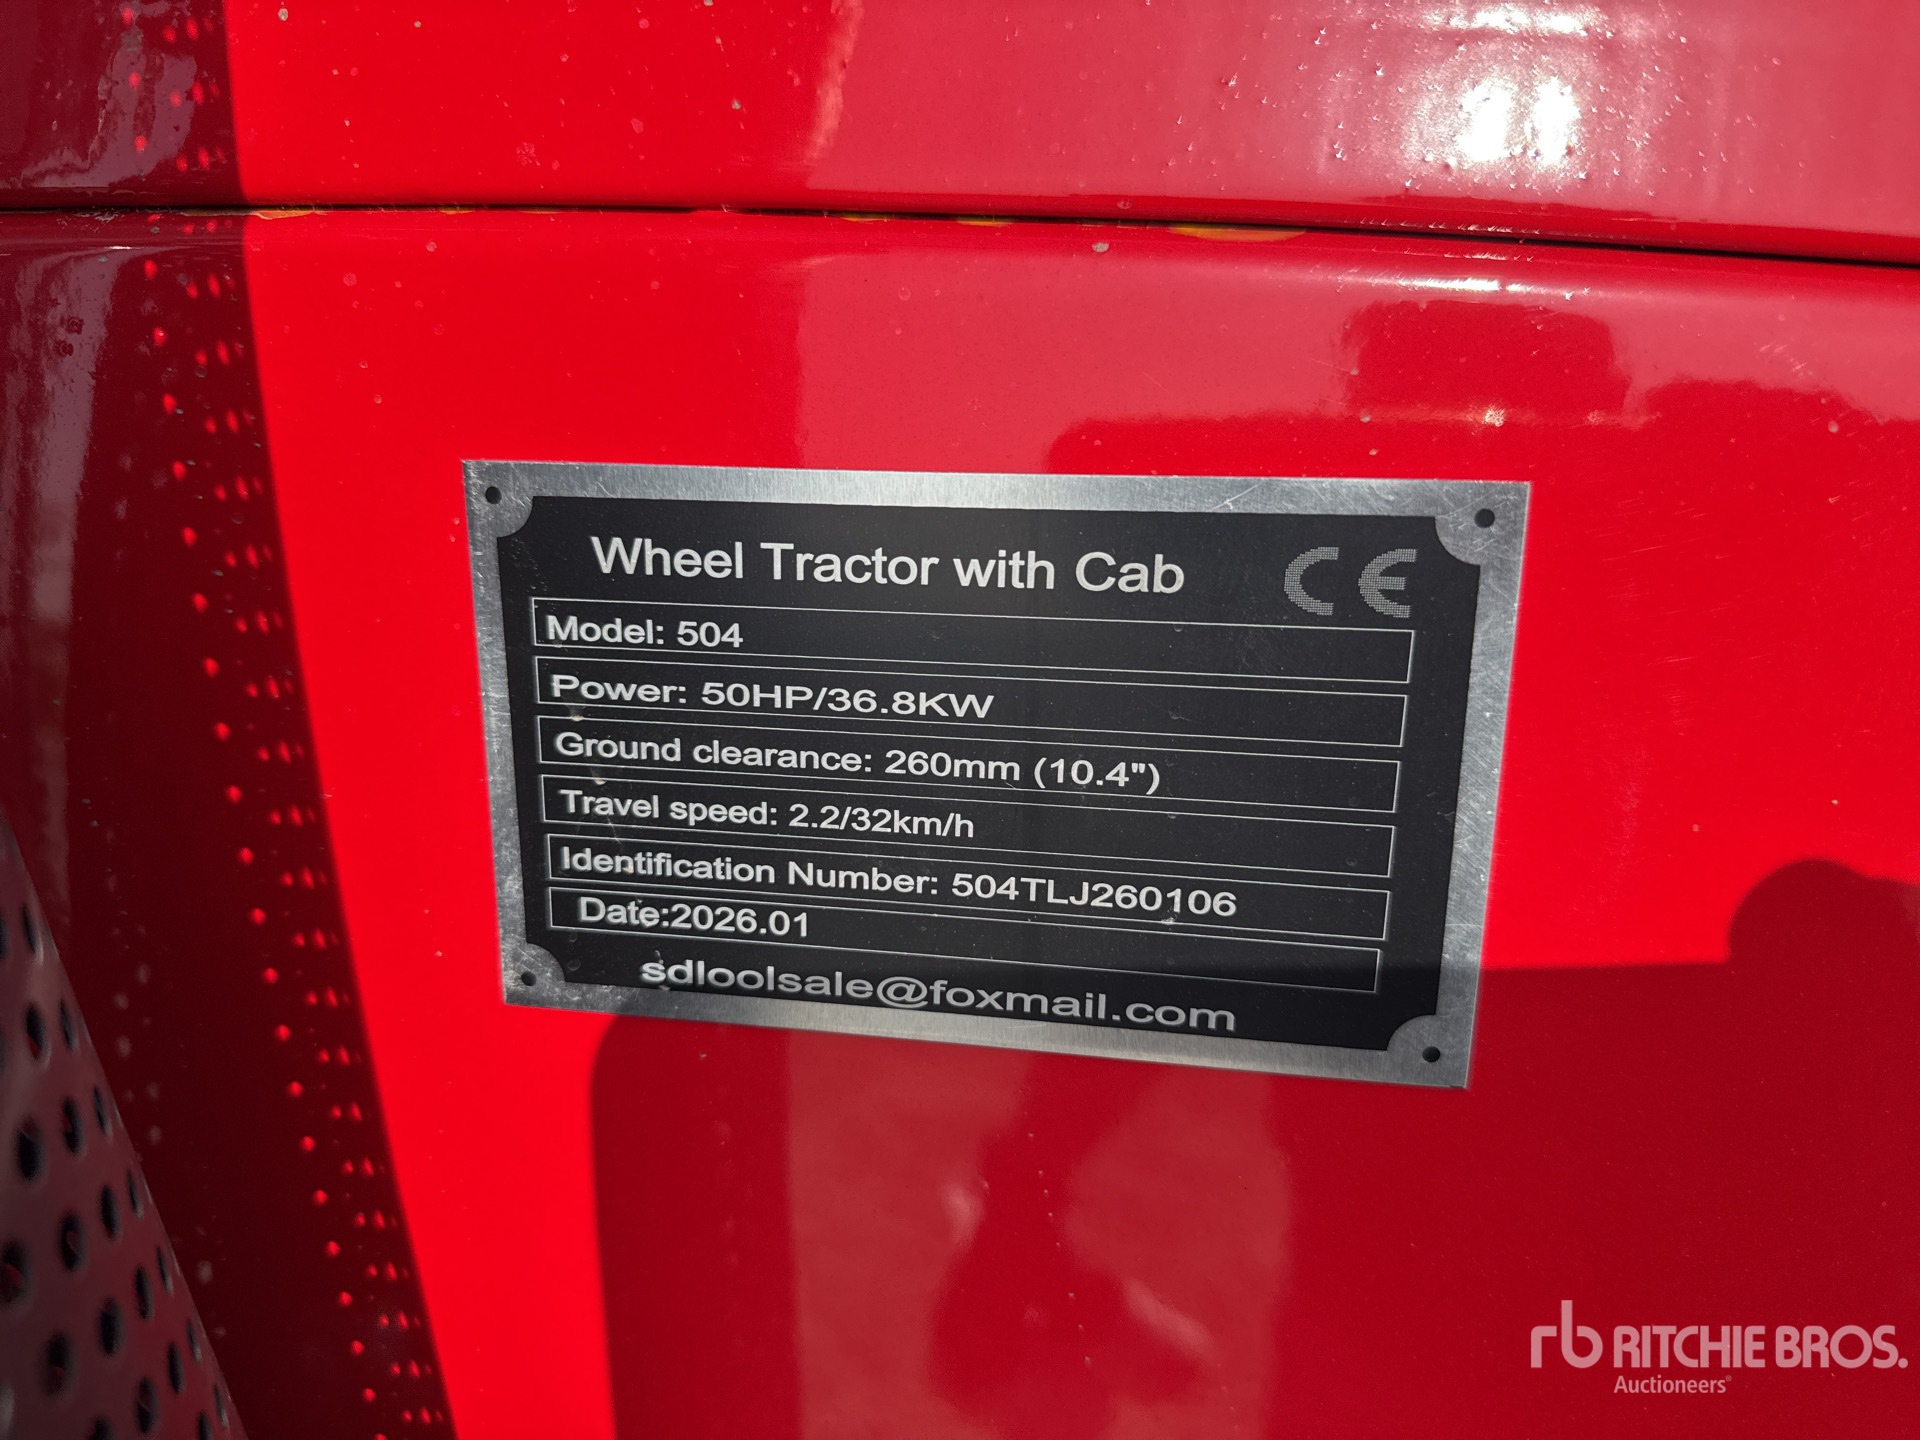 Wheel Tractor with Cab CE
Model: 504
Power: 50HP/36.8KW
Ground clearance: 260mm (10.4")
Travel speed: 2.2/32km/h
Identification Number: 504TLJ260106
Date:2026.01
sdloolsale@foxmail.com
rb RITCHIE BROS.
Auctioneers®